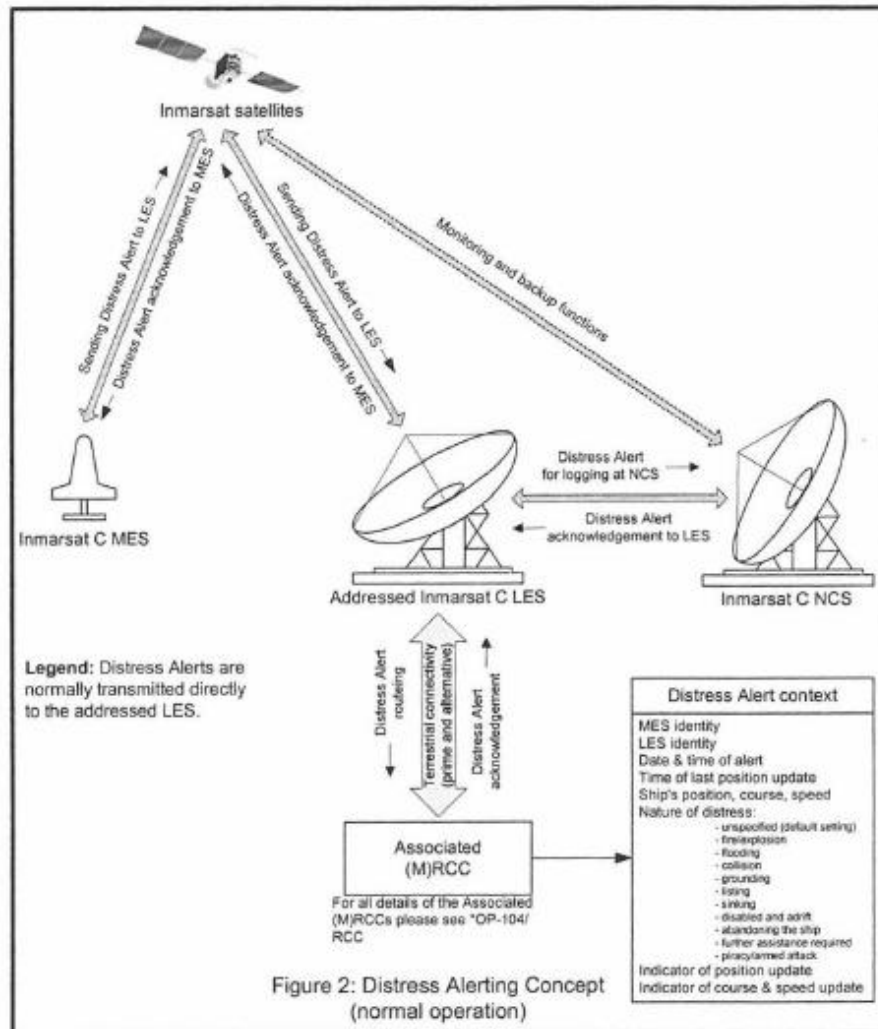 Inmarsat satellites
Sending Distress Alert to LES
Distress Alert acknowledgement to MES
Sending Distress Alert to LES
Distress Alert acknowledgement to MES
Monitoring and backup functions
Distress Alert
for logging at NCS
Distress Alert
acknowledgement to LES
Inmarsat C MES
Addressed Inmarsat C LES
Inmarsat C NCS
Legend: Distress Alerts are
normally transmitted directly
to the addressed LES.
Distress Alert
routeing
Terrestrial connectivity
(prime and alternative)
Distress Alert
acknowledgement
Associated
(M)RCC
For all details of the Associated
(M)RCCs please see "OP-104/
RCC
Distress Alert context
MES identity
LES identity
Date & time of alert
Time of last position update
Ship's position, course, speed
Nature of distress:
- unspecified (default setting)
- fire/explosion
- flooding
- collision
- grounding
- listing
- sinking
- disabled and adrift
- abandoning the ship
- further assistance required
- piracy/armed attack
Indicator of position update
Indicator of course & speed update
Figure 2: Distress Alerting Concept
(normal operation)